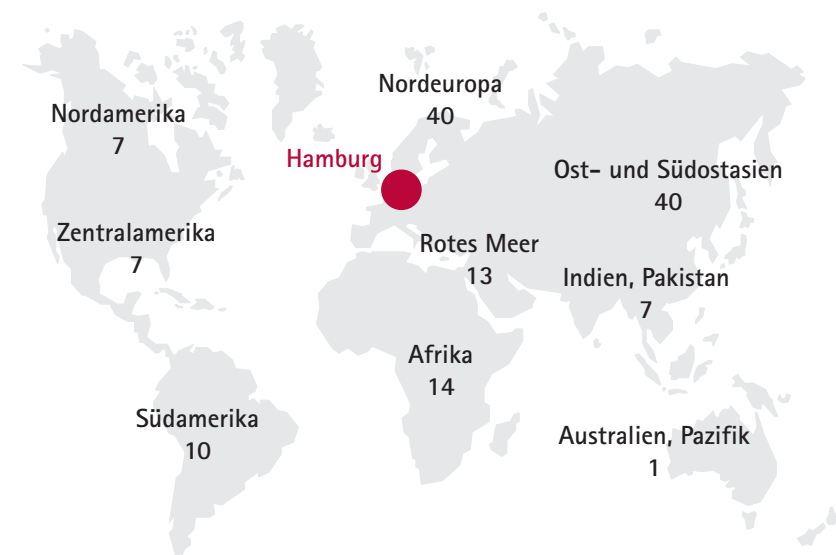 Nordeuropa
40
Nordamerika
7
Hamburg
Ost- und Südostasien
40
Zentralamerika
7
Rotes Meer
13
Indien, Pakistan
7
Afrika
14
Südamerika
10
Australien, Pazifik
1